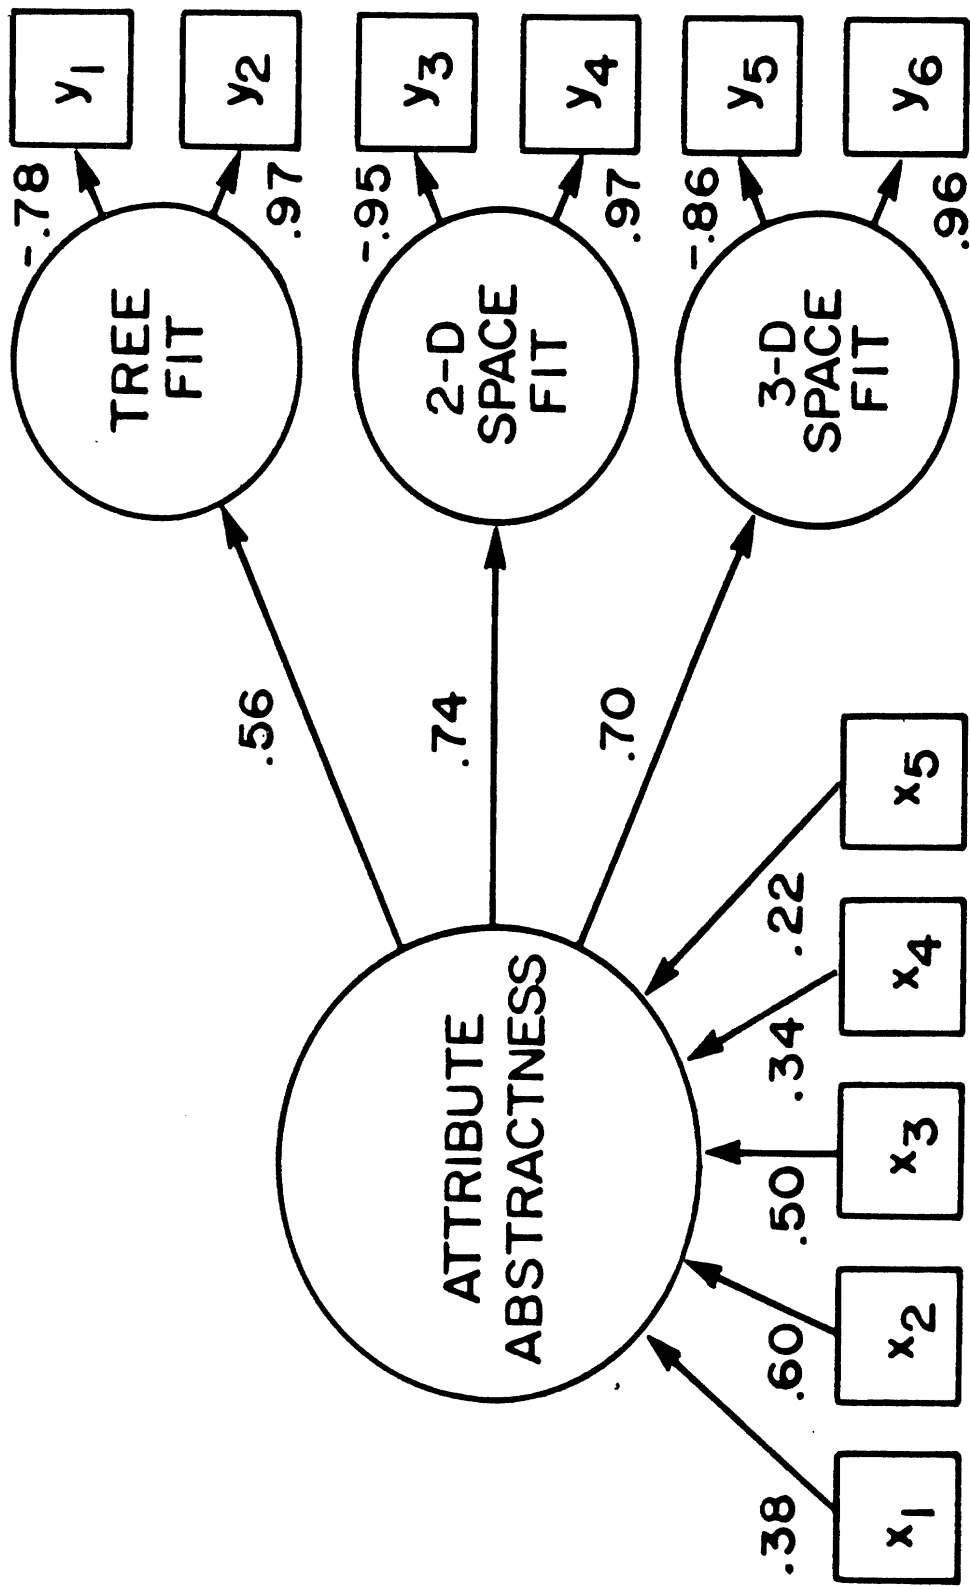 -.78
y1
TREE
FIT
.97
y2
.56
-.95
y3
2-D
SPACE
FIT
.97
y4
.74
-.86
y5
3-D
SPACE
FIT
.96
y6
.70
ATTRIBUTE
ABSTRACTNESS
.38
.60
.50
.34
.22
x1
x2
x3
x4
x5